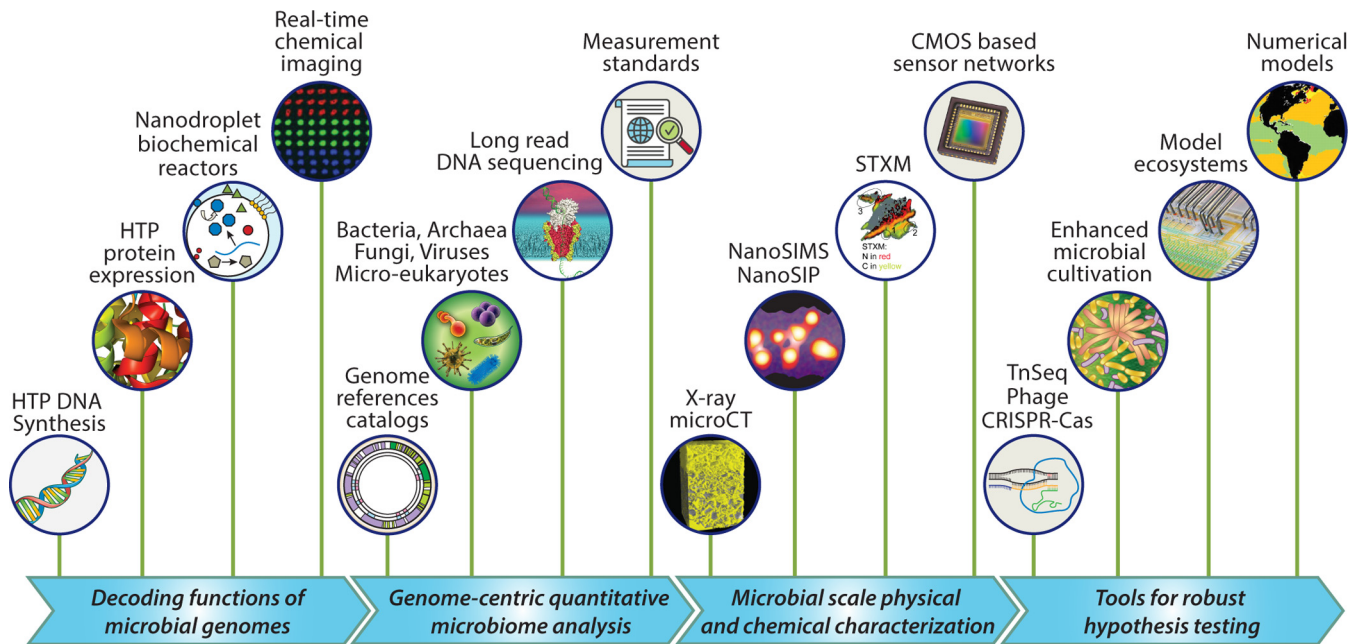 HTP DNA
Synthesis
HTP
protein
expression
Nanodroplet
biochemical
reactors
Real-time
chemical
imaging
Genome
references
catalogs
Bacteria, Archaea
Fungi, Viruses
Micro-eukaryotes
Long read
DNA sequencing
Measurement
standards
X-ray
microCT
NanoSIMS
NanoSIP
STXM
3
2
STXM:
N in red
C in yellow
CMOS based
sensor networks
TnSeq
Phage
CRISPR-Cas
Enhanced
microbial
cultivation
Model
ecosystems
Numerical
models
Decoding functions of
microbial genomes
Genome-centric quantitative
microbiome analysis
Microbial scale physical
and chemical characterization
Tools for robust
hypothesis testing